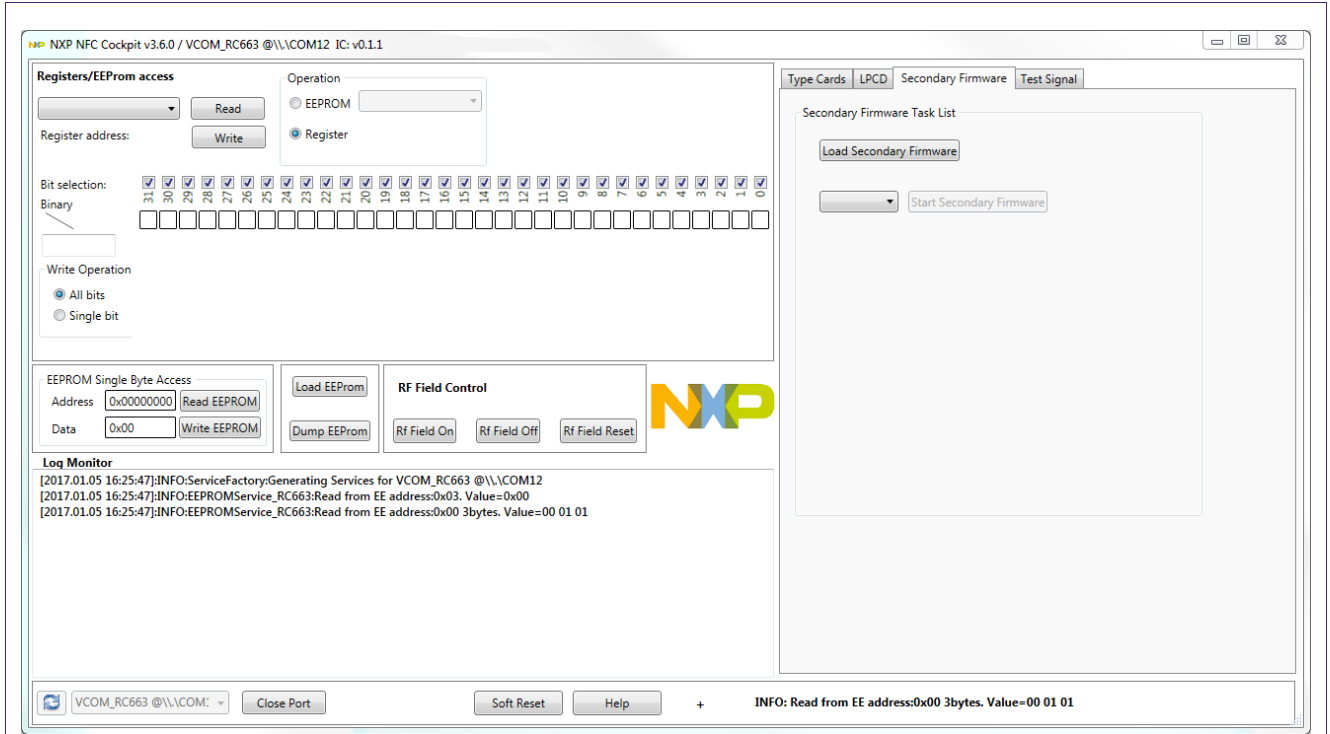 NXP NFC Cockpit v3.6.0 / VCOM_RC663 @\\.\COM12 IC: v0.1.1
Registers/EEProm access
Operation
EEPROM
Read
Register address:
Write
Register
Bit selection:
31 30 29 28 27 26 25 24 23 22 21 20 19 18 17 16 15 14 13 12 11 10 9 8 7 6 5 4 3 2 1 0
Binary
Write Operation
All bits
Single bit
EEPROM Single Byte Access
Address 0x00000000 Read EEPROM
Data 0x00 Write EEPROM
Load EEProm
Dump EEProm
RF Field Control
Rf Field On Rf Field Off Rf Field Reset
NXP
Log Monitor
[2017.01.05 16:25:47]:INFO:ServiceFactory:Generating Services for VCOM_RC663 @\\.\COM12
[2017.01.05 16:25:47]:INFO:EEPROMService_RC663:Read from EE address:0x03. Value=0x00
[2017.01.05 16:25:47]:INFO:EEPROMService_RC663:Read from EE address:0x00 3bytes. Value=00 01 01
Type Cards LPCD Secondary Firmware Test Signal
Secondary Firmware Task List
Load Secondary Firmware
Start Secondary Firmware
VCOM_RC663 @\\.\COM: Close Port Soft Reset Help + INFO: Read from EE address:0x00 3bytes. Value=00 01 01